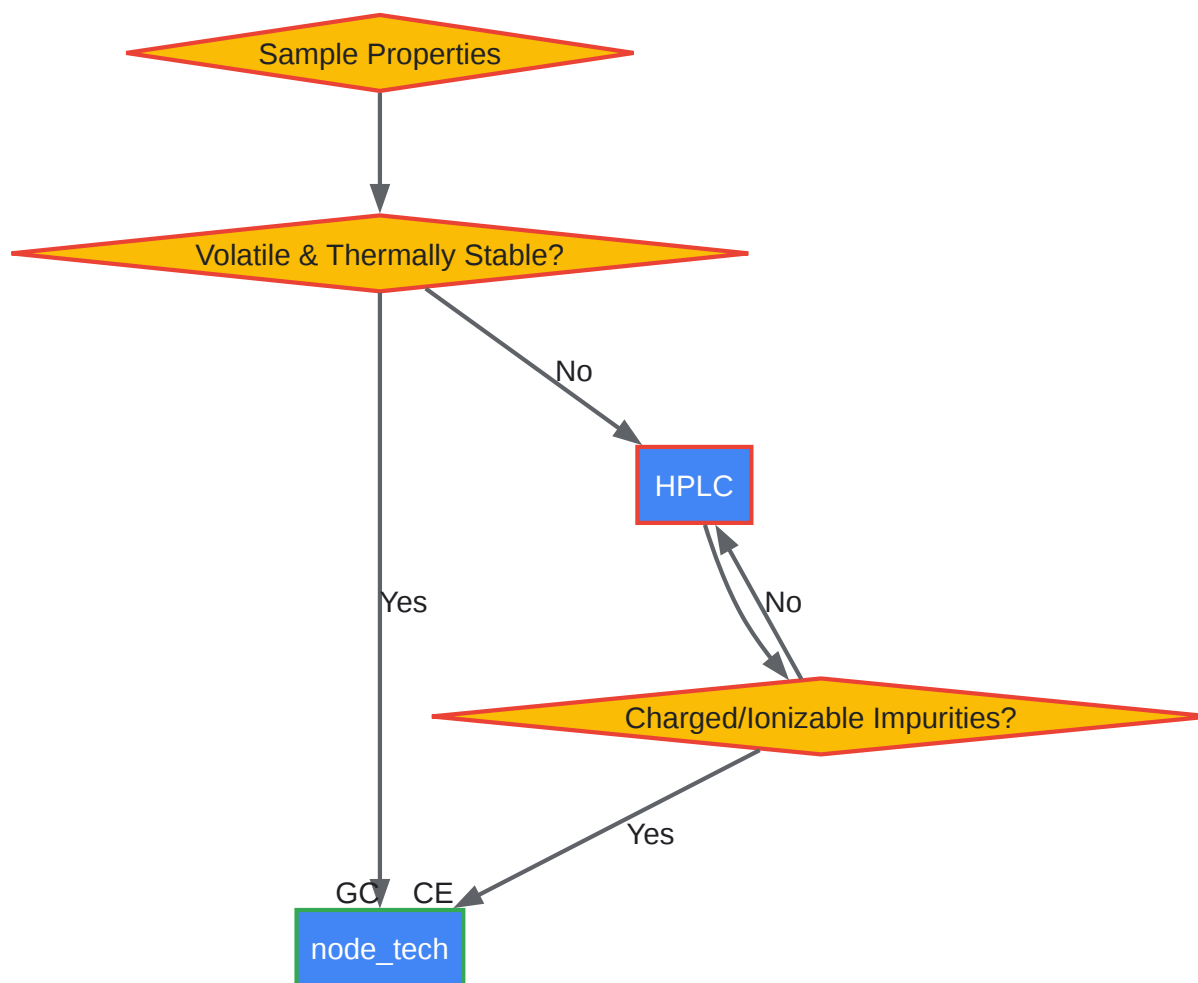 Sample Properties
Volatile & Thermally Stable?
No
HPLC
Yes
No
Charged/Ionizable Impurities?
Yes
GC
CE
node_tech